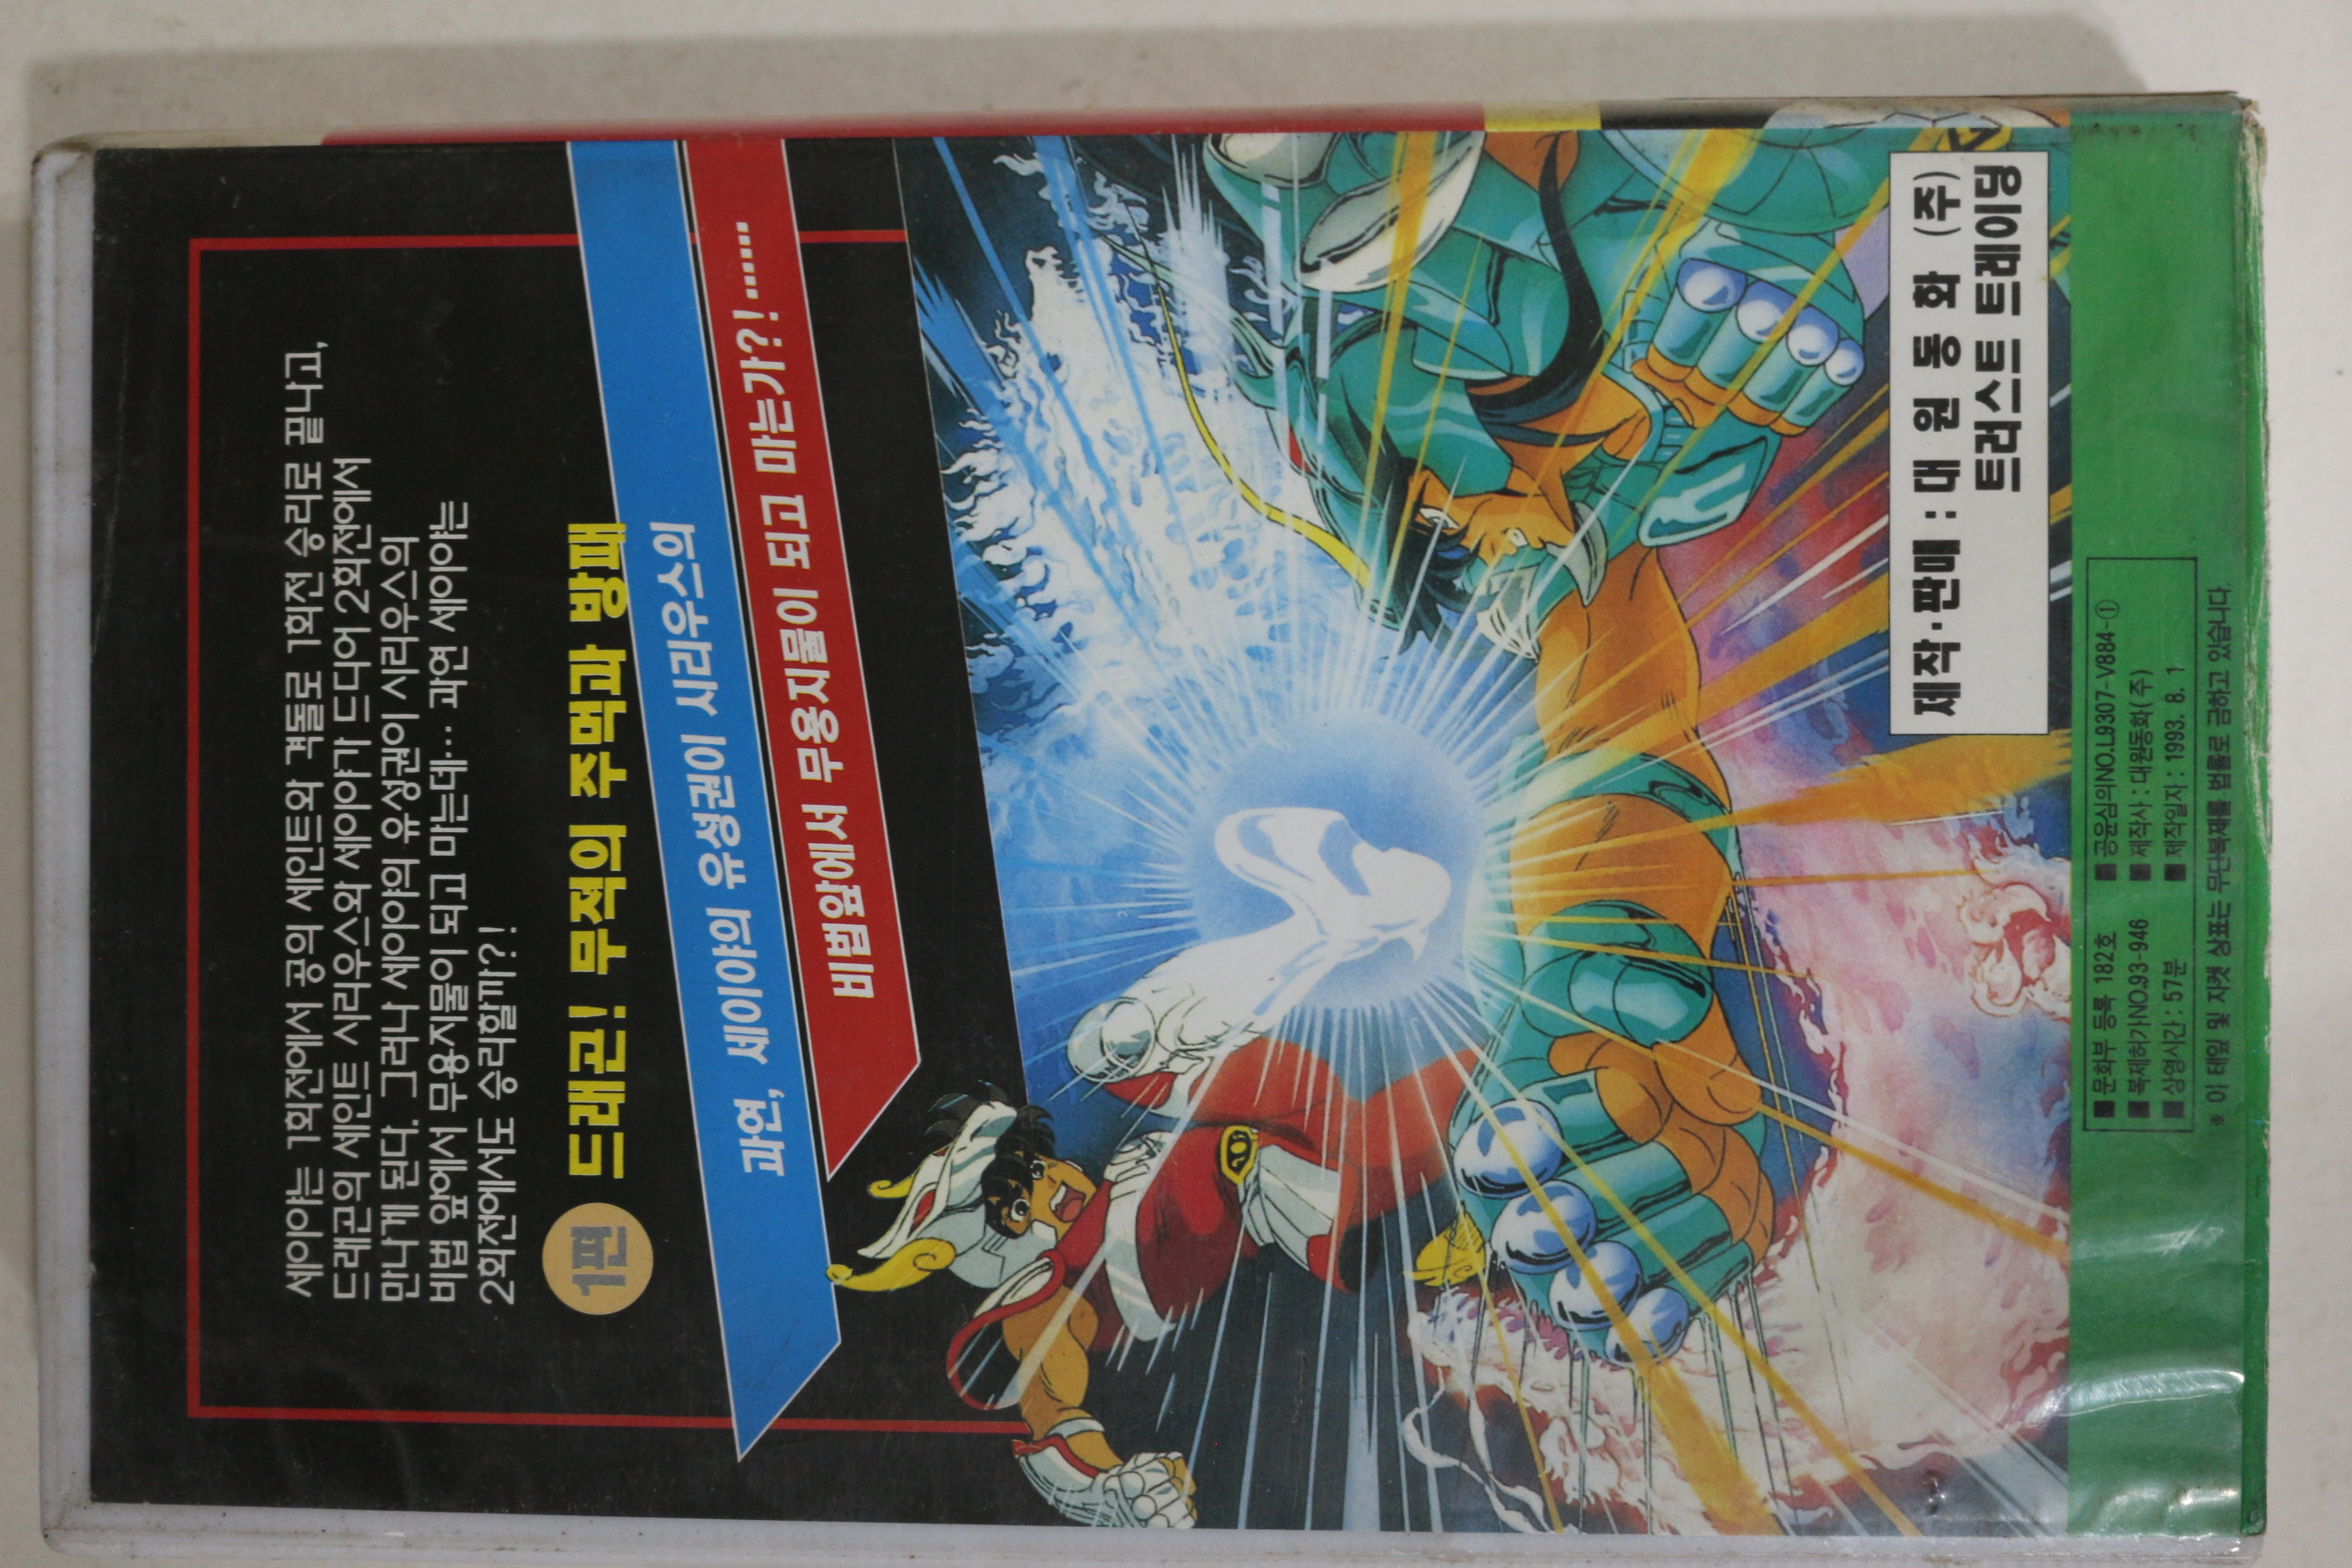 세이야는 1회전에서 공의 세인트와 격돌로 1회전 승리로 끝나고,
드래곤의 세인트 시리우스와 세이야가 드디어 2회전에서
만나게 된다. 그러나 세이야의 유성권이 시리우스의
비법 앞에서 무용지물이 되고 마는데... 과연 세이야는
2회전에서도 승리할까?!
1편 드래곤! 무적의 주먹과 방패
과연, 세이야의 유성권이 시리우스의
비법앞에서 무용지물이 되고 마는가?!.....
제작·판매 : 대원동화 (주)
트러스트 트레이딩
■ 문화부 등록 182호 ■ 공윤심의NO.L9307-V884-①
■ 복제허가NO.93-946 ■ 제작사 : 대원동화(주)
■ 상영시간 : 57분 ■ 제작일자 : 1993. 8. 1
※ 이 테잎 및 자켓 상표는 무단복제를 법률로 금하고 있습니다.